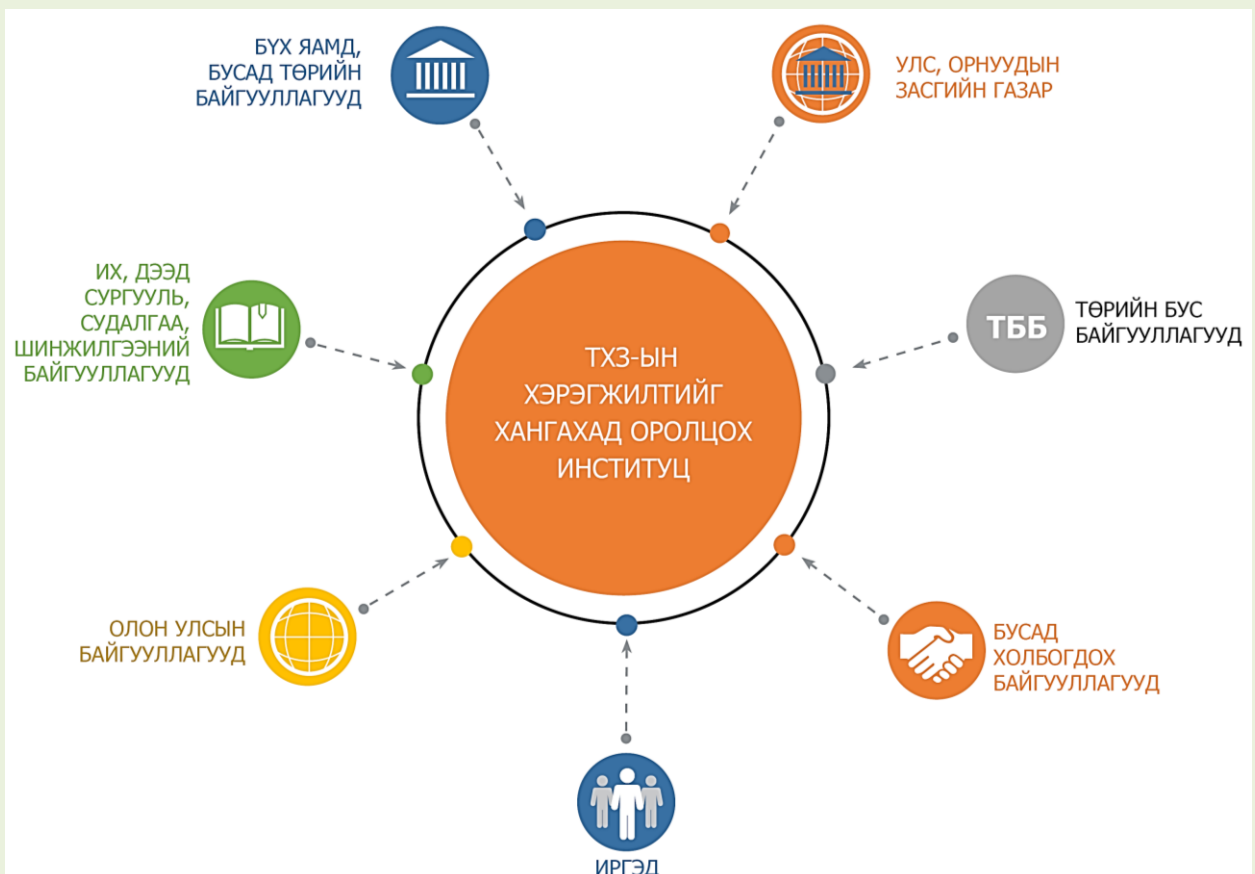 БҮХ ЯАМД,
БУСАД ТӨРИЙН
БАЙГУУЛЛАГУУД
УЛС, ОРНУУДЫН
ЗАСГИЙН ГАЗАР
ИХ, ДЭЭД
СУРГУУЛЬ,
СУДАЛГАА,
ШИНЖИЛГЭЭНИЙ
БАЙГУУЛЛАГУУД
ТББ
ТӨРИЙН БУС
БАЙГУУЛЛАГУУД
ТХЗ-ЫН
ХЭРЭГЖИЛТИЙГ
ХАНГАХАД ОРОЛЦОХ
ИНСТИТУЦ
ОЛОН УЛСЫН
БАЙГУУЛЛАГУУД
БУСАД
ХОЛБОГДОХ
БАЙГУУЛЛАГУУД
ИРГЭД